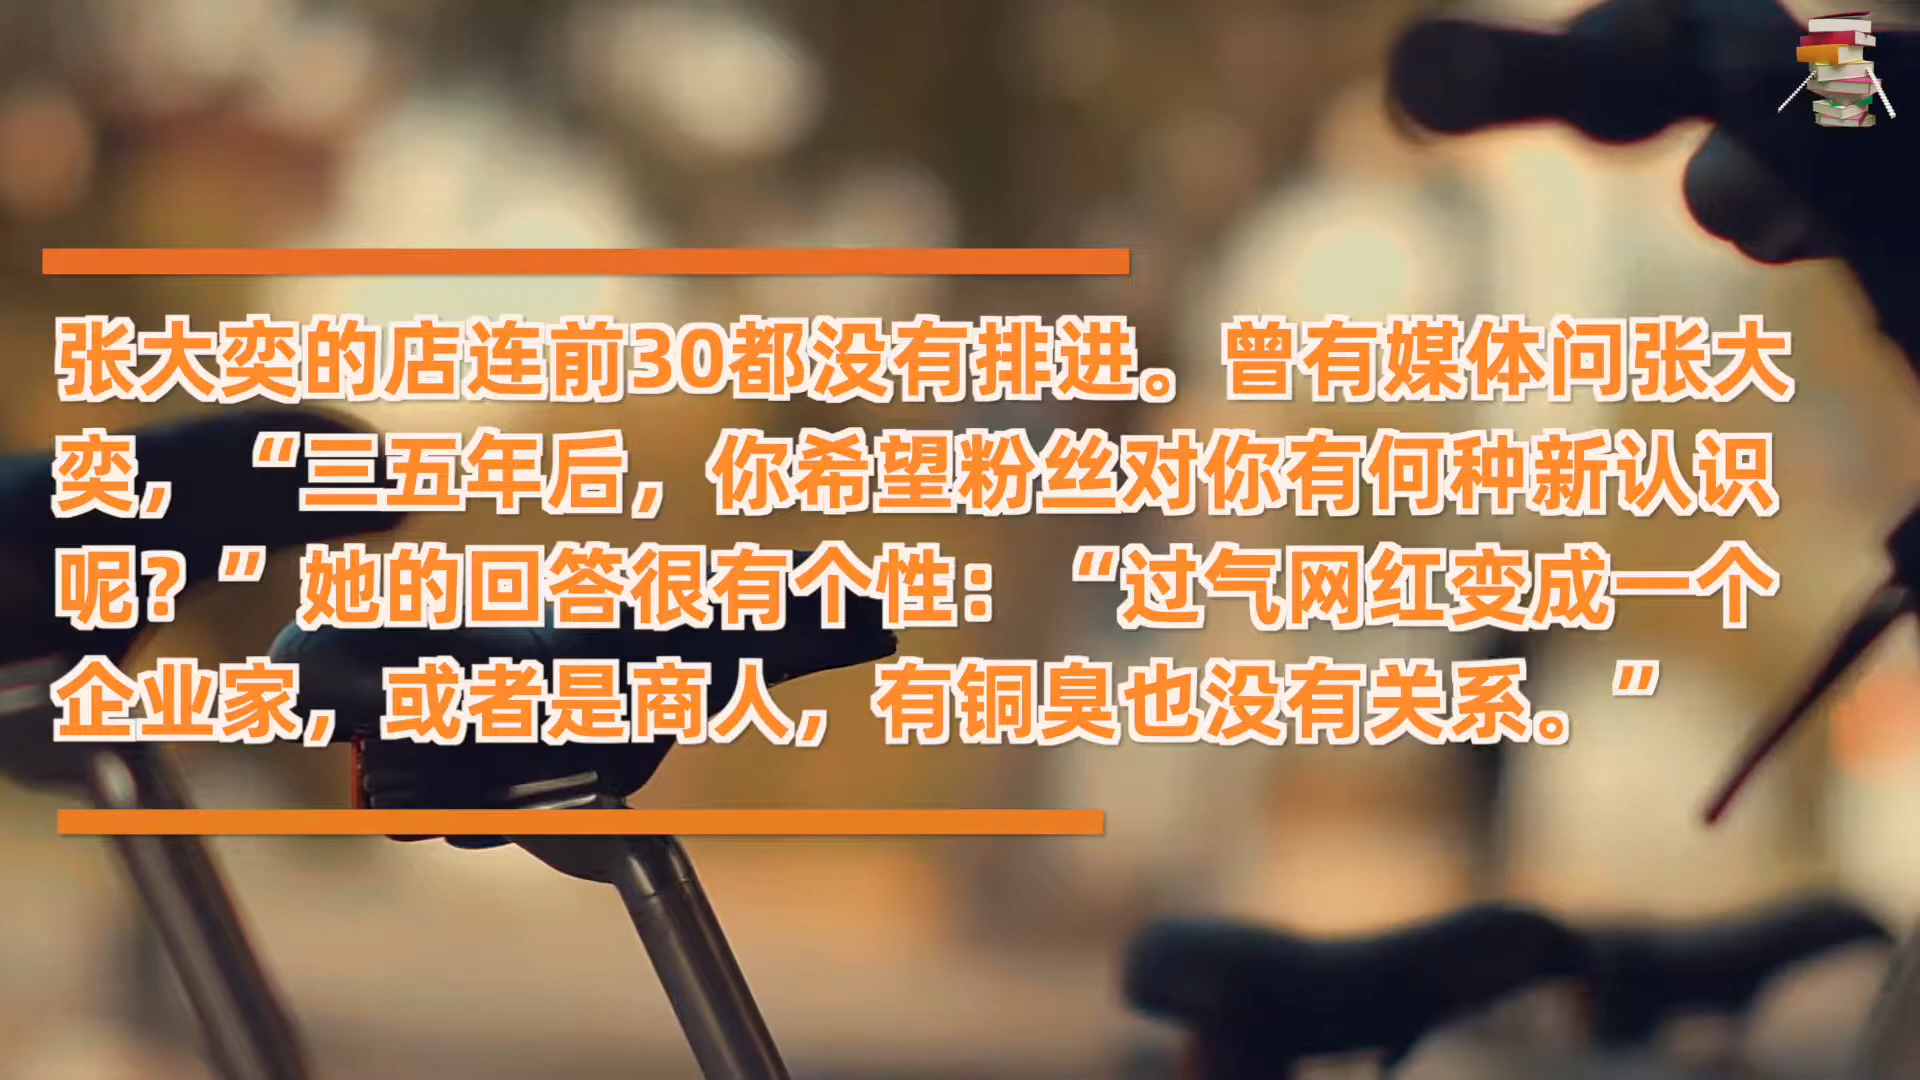 张大奕的店连前30都没有排进。曾有媒体问张大
奕，“三五年后，你希望粉丝对你有何种新认识
呢？”她的回答很有个性：“过气网红变成一个
企业家，或者是商人，有铜臭也没有关系。”